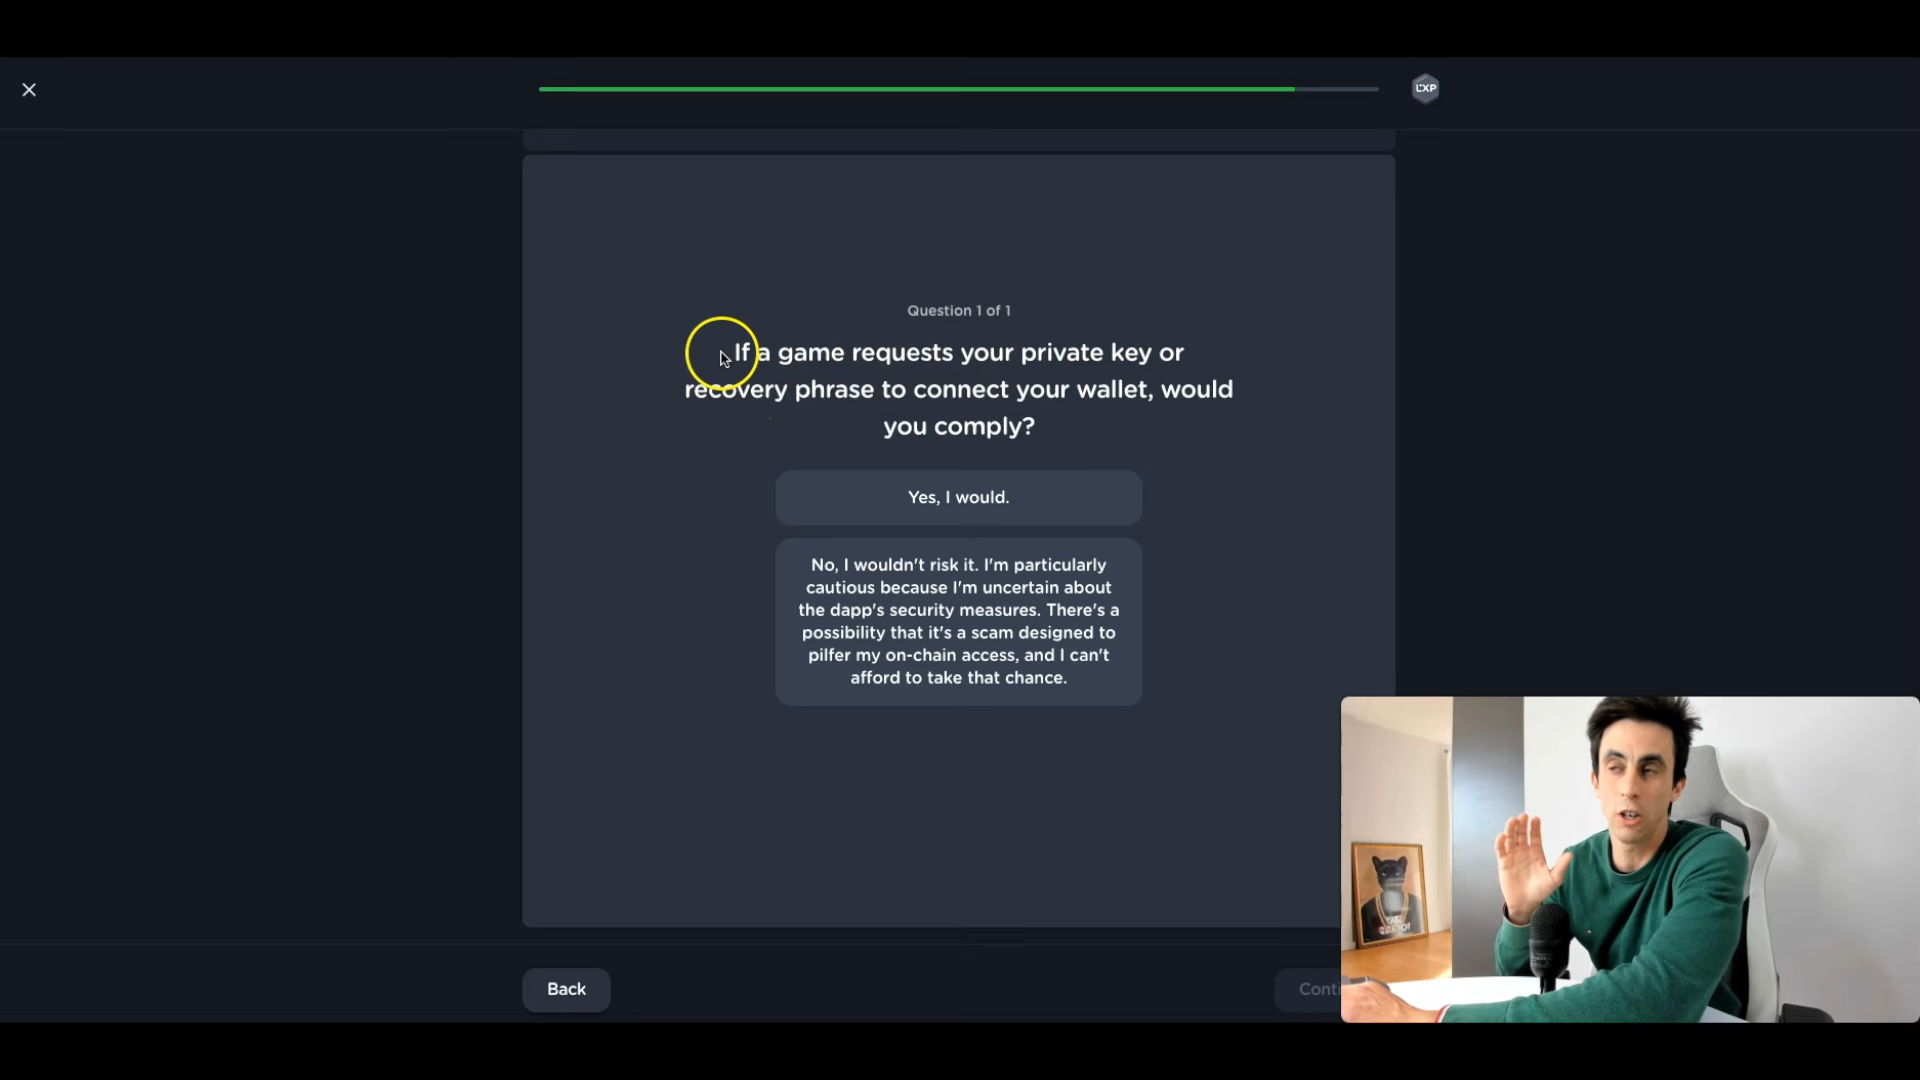 LXP
Question 1 of 1
If a game requests your private key or
recovery phrase to connect your wallet, would
you comply?
Yes, I would.
No, I wouldn't risk it. I'm particularly
cautious because I'm uncertain about
the dapp's security measures. There's a
possibility that it's a scam designed to
pilfer my on-chain access, and I can't
afford to take that chance.
Back
Conti